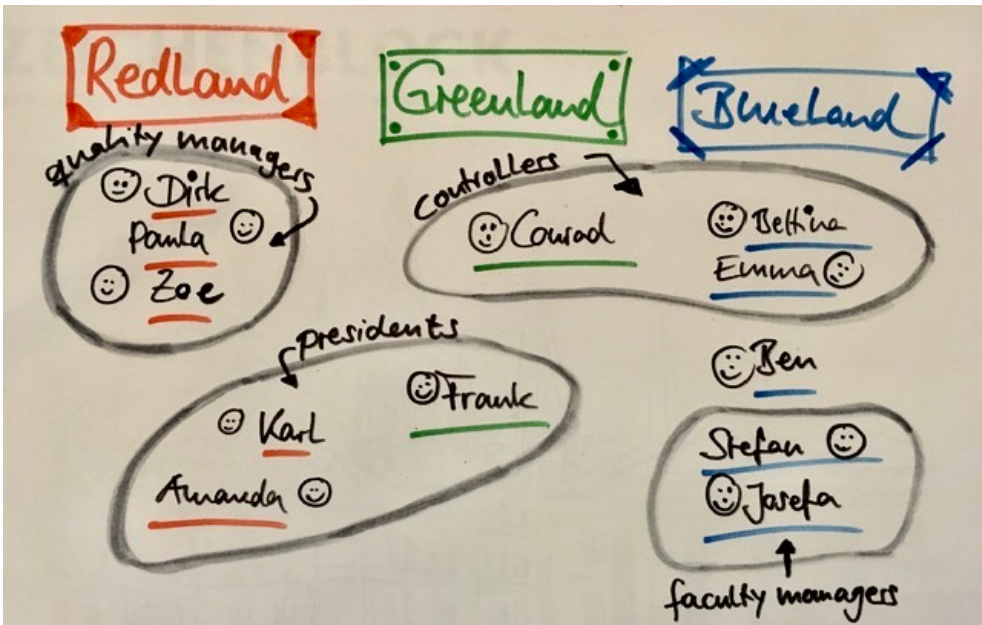 Redland
Greenland
Blueland
quality managers
Dirk
Paula
Zoe
controllers
Conrad
Bettina
Emma
presidents
Karl
Frank
Amanda
Ben
Stefan
Josefa
faculty managers